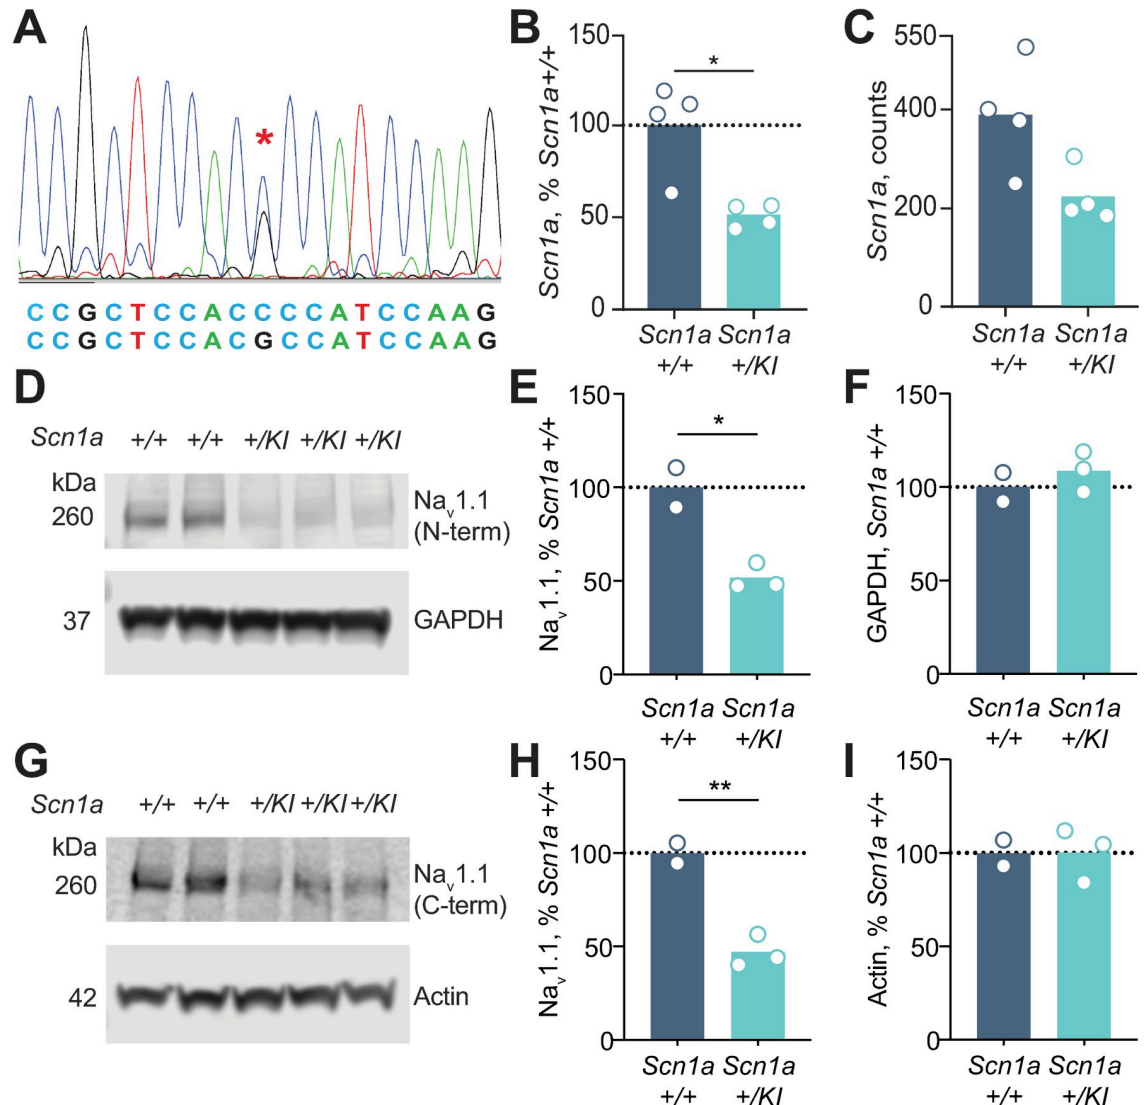 A
*
CCGCTCCACCCCATCCAAG
CCGCTCCACGCCATCCAAG
B
Scn1a, % Scn1a+/+
150
100
50
0
*
Scn1a +/+
Scn1a +/KI
C
Scn1a, counts
550
400
200
0
Scn1a +/+
Scn1a +/KI
D
Scn1a +/+ +/+ +/KI +/KI +/KI
kDa
260
Nav1.1
(N-term)
37
GAPDH
E
Nav1.1, % Scn1a +/+
150
100
50
0
*
Scn1a +/+
Scn1a +/KI
F
GAPDH, Scn1a +/+
150
100
50
0
Scn1a +/+
Scn1a +/KI
G
Scn1a +/+ +/+ +/KI +/KI +/KI
kDa
260
Nav1.1
(C-term)
42
Actin
H
Nav1.1, % Scn1a +/+
150
100
50
0
**
Scn1a +/+
Scn1a +/KI
I
Actin, % Scn1a +/+
150
100
50
0
Scn1a +/+
Scn1a +/KI